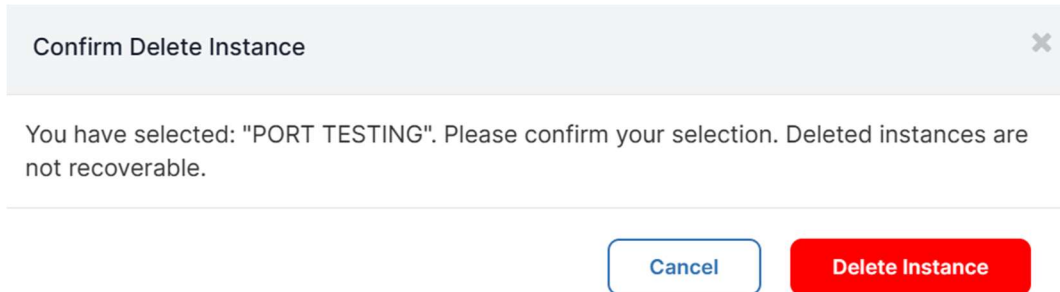 Confirm Delete Instance
You have selected: "PORT TESTING". Please confirm your selection. Deleted instances are
not recoverable.
Cancel
Delete Instance